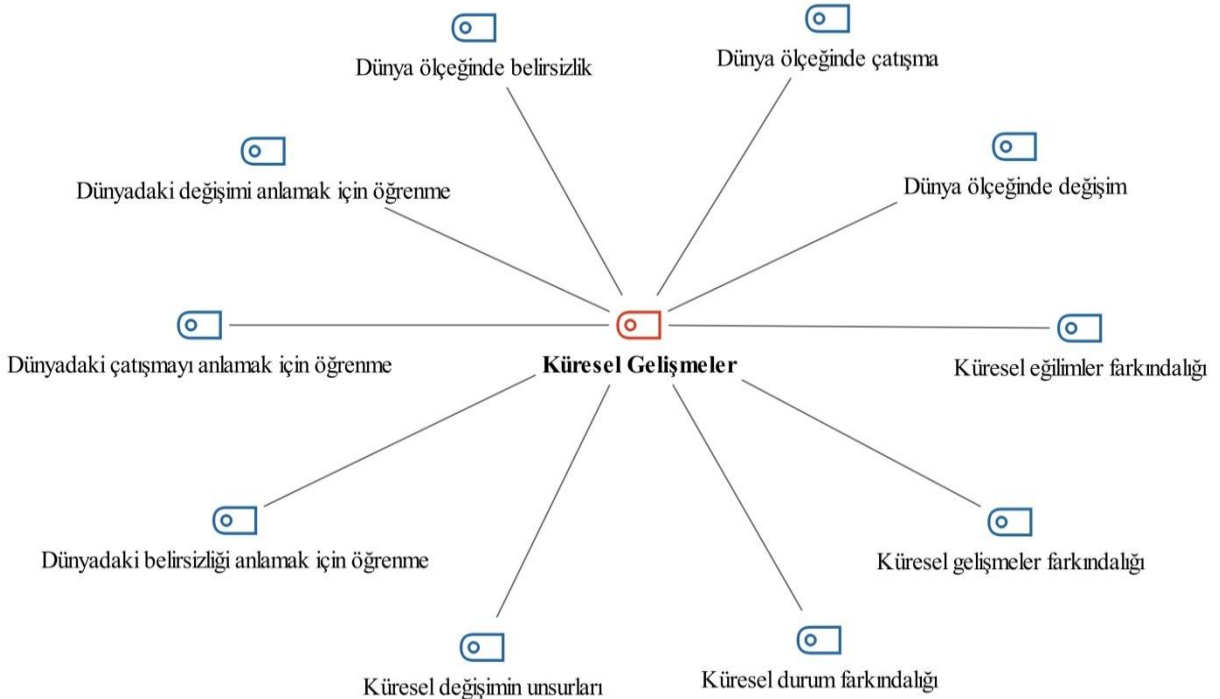 Dünya ölçeğinde belirsizlik
Dünya ölçeğinde çatışma
Dünyadaki değişimi anlamak için öğrenme
Dünya ölçeğinde değişim
Dünyadaki çatışmayı anlamak için öğrenme
Küresel Gelişmeler
Küresel eğilimler farkındalığı
Dünyadaki belirsizliği anlamak için öğrenme
Küresel gelişmeler farkındalığı
Küresel değişimin unsurları
Küresel durum farkındalığı